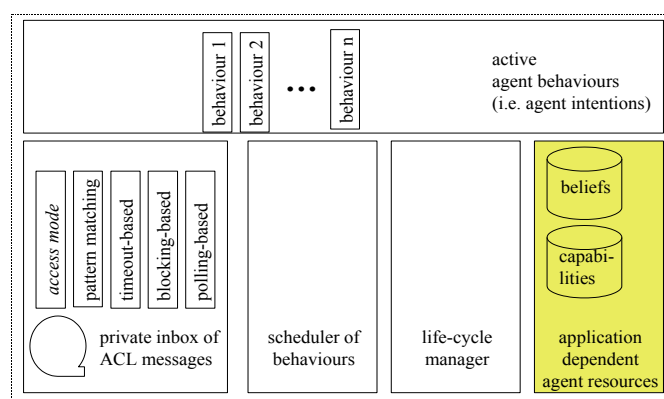 behaviour 1
behaviour 2
...
behaviour n
active
agent behaviours
(i.e. agent intentions)
access mode
pattern matching
timeout-based
blocking-based
polling-based
private inbox of
ACL messages
scheduler of
behaviours
life-cycle
manager
beliefs
capabi-
lities
application
dependent
agent resources